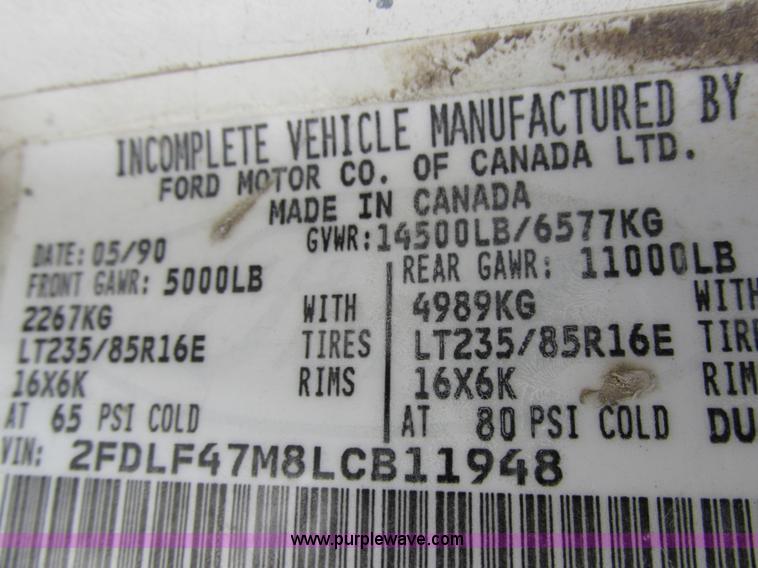 INCOMPLETE VEHICLE MANUFACTURED BY
FORD MOTOR CO. OF CANADA LTD.
MADE IN CANADA
DATE: 05/90 GVWR: 14500LB/6577KG
FRONT GAWR: 5000LB REAR GAWR: 11000LB
2267KG WITH 4989KG WITH
LT235/85R16E TIRES LT235/85R16E TIRE
16X6K RIMS 16X6K RIM
AT 65 PSI COLD AT 80 PSI COLD DU
VIN: 2FDLF47M8LCB11948
www.purplewave.com